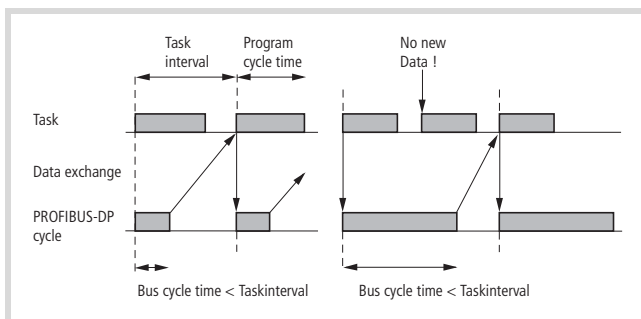 Task
interval
Program
cycle time
No new
Data !
Task
Data exchange
PROFIBUS-DP
cycle
Bus cycle time < Taskinterval
Bus cycle time < Taskinterval